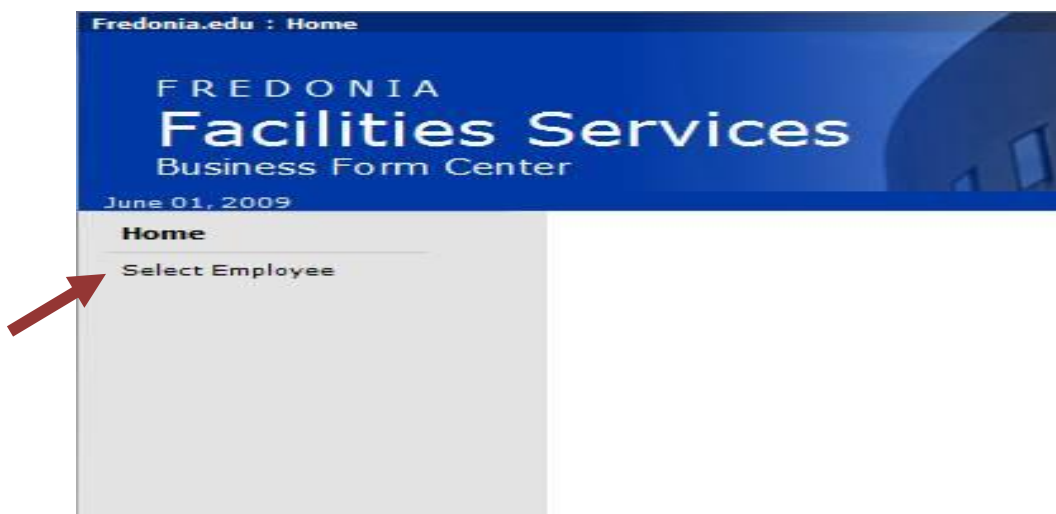 Fredonia.edu : Home
FREDONIA
Facilities Services
Business Form Center
June 01, 2009
Home
Select Employee